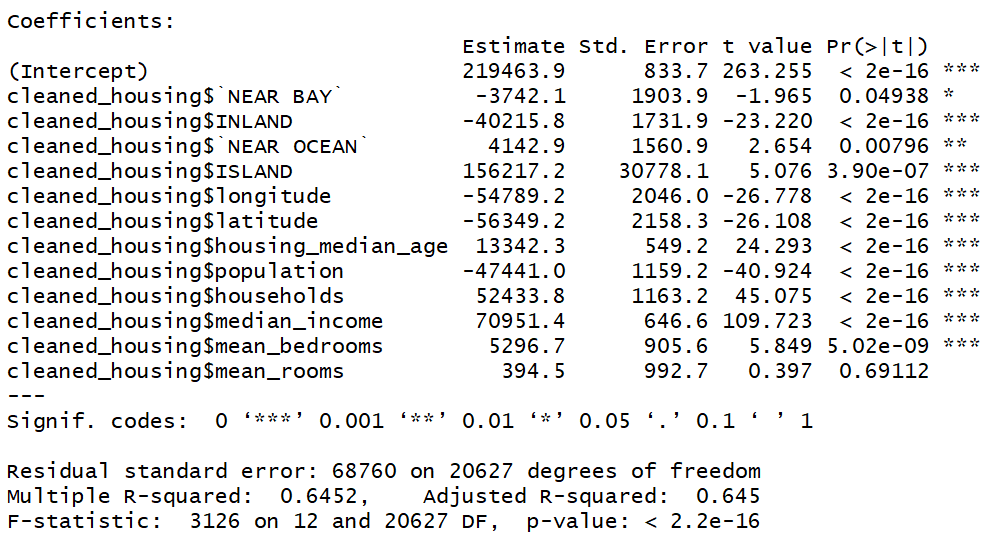 Coefficients:
                             Estimate Std. Error t value Pr(>|t|)
(Intercept)                  219463.9      833.7 263.255  < 2e-16 ***
cleaned_housing$`NEAR BAY`    -3742.1     1903.9  -1.965  0.04938 *
cleaned_housing$INLAND       -40215.8     1731.9 -23.220  < 2e-16 ***
cleaned_housing$`NEAR OCEAN`   4142.9     1560.9   2.654  0.00796 **
cleaned_housing$ISLAND       156217.2    30778.1   5.076 3.90e-07 ***
cleaned_housing$longitude    -54789.2     2046.0 -26.778  < 2e-16 ***
cleaned_housing$latitude     -56349.2     2158.3 -26.108  < 2e-16 ***
cleaned_housing$housing_median_age 13342.3      549.2  24.293  < 2e-16 ***
cleaned_housing$population   -47441.0     1159.2 -40.924  < 2e-16 ***
cleaned_housing$households    52433.8     1163.2  45.075  < 2e-16 ***
cleaned_housing$median_income 70951.4      646.6 109.723  < 2e-16 ***
cleaned_housing$mean_bedrooms  5296.7      905.6   5.849 5.02e-09 ***
cleaned_housing$mean_rooms      394.5      992.7   0.397  0.69112
---
Signif. codes:  0 ‘***’ 0.001 ‘**’ 0.01 ‘*’ 0.05 ‘.’ 0.1 ‘ ’ 1
Residual standard error: 68760 on 20627 degrees of freedom
Multiple R-squared:  0.6452,    Adjusted R-squared:  0.645
F-statistic:  3126 on 12 and 20627 DF,  p-value: < 2.2e-16